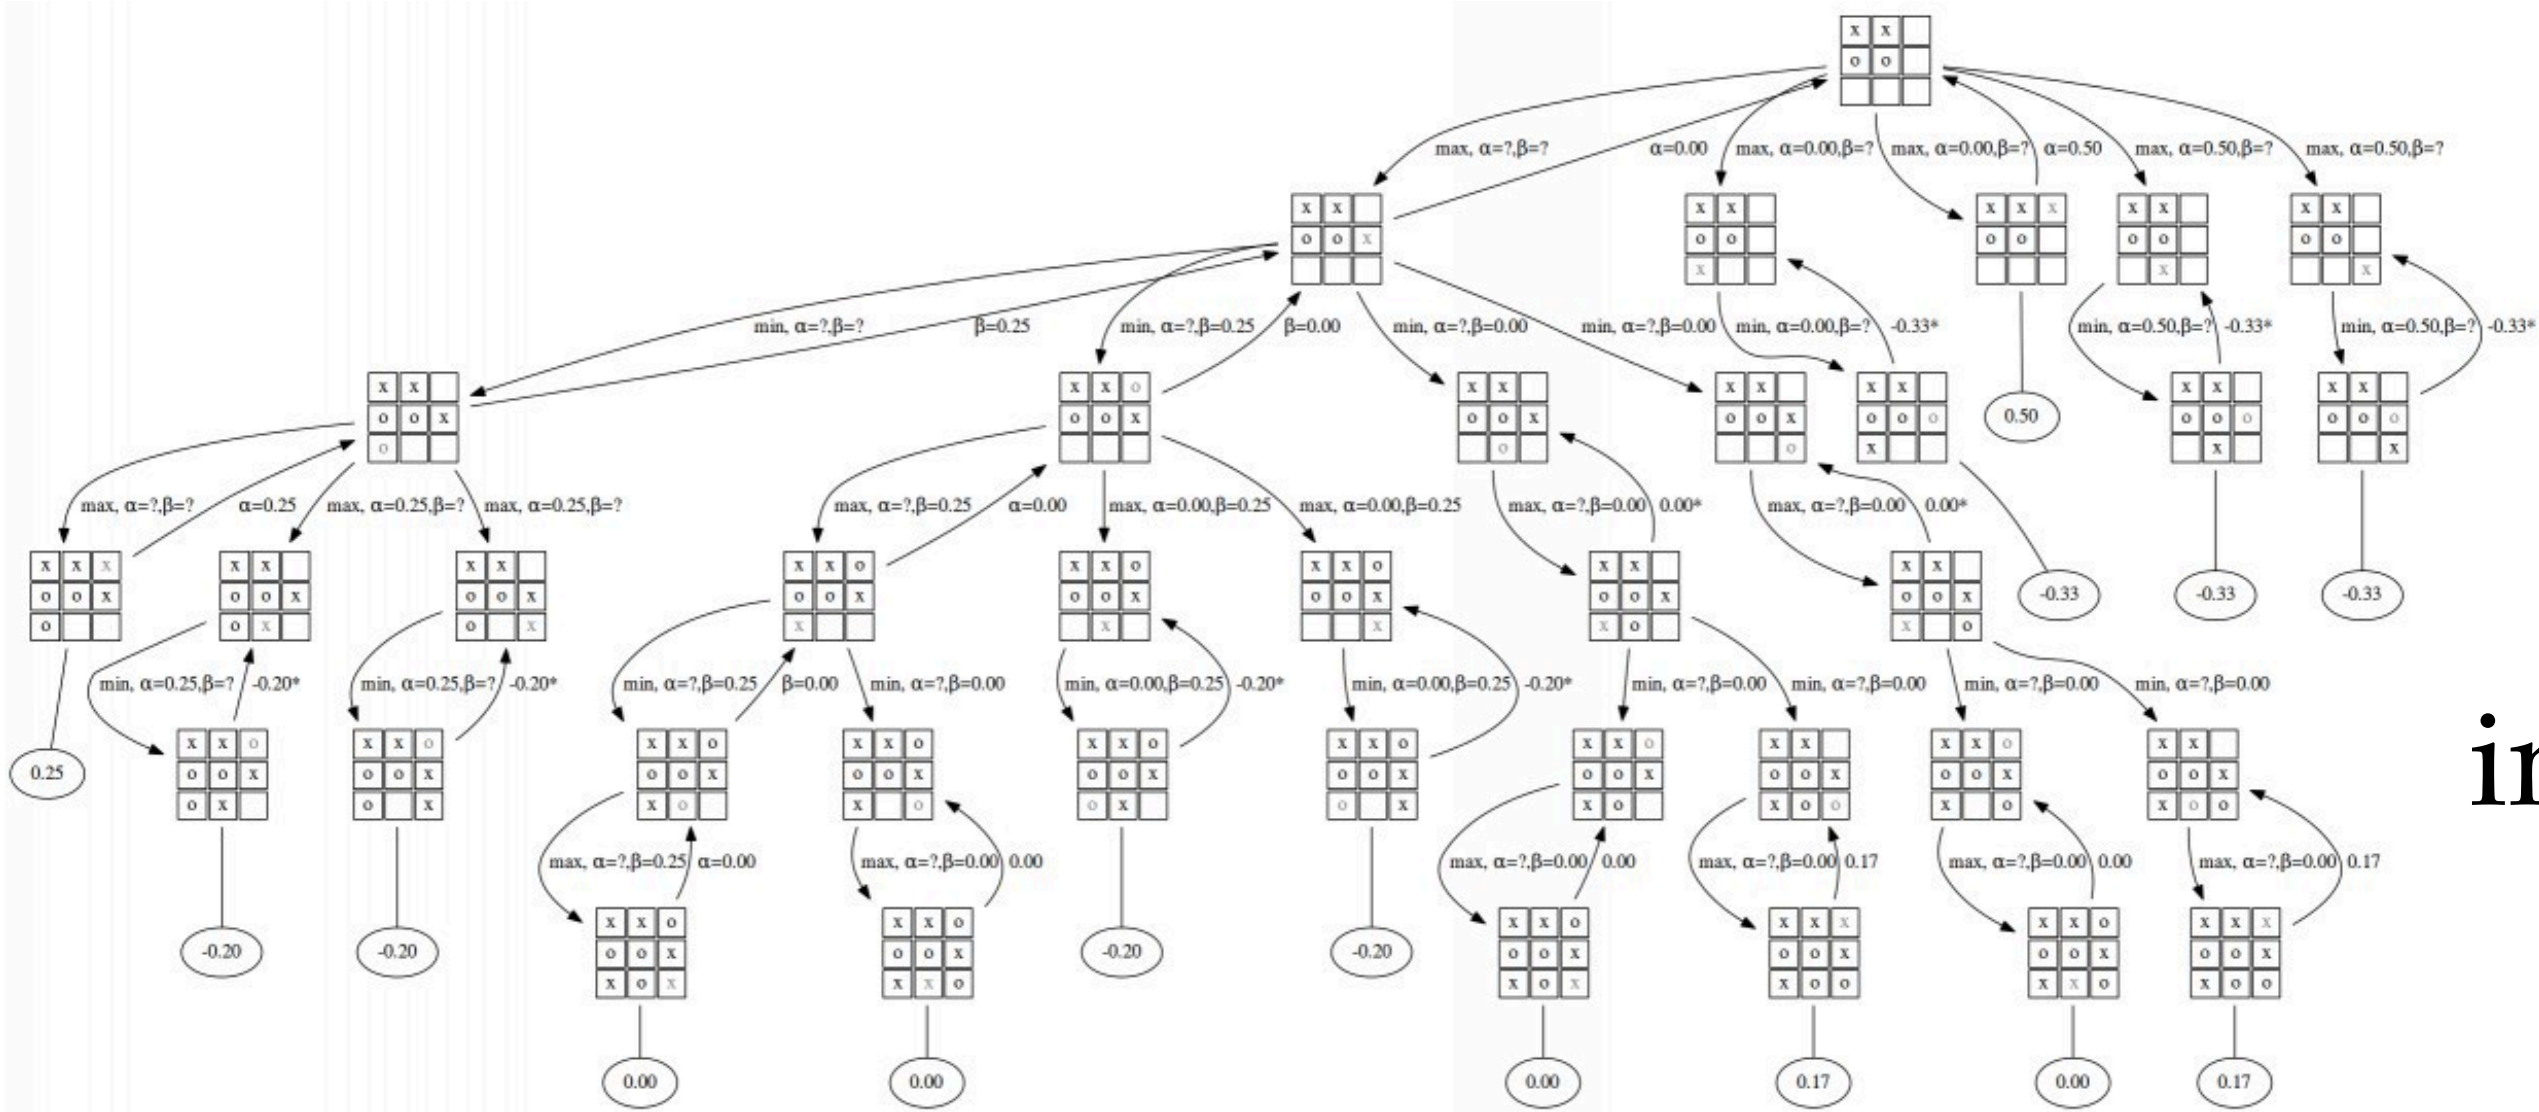 x x
o o
max, α=?,β=? α=0.00 max, α=0.00,β=? max, α=0.00,β=? α=0.50 max, α=0.50,β=? max, α=0.50,β=?
x x x x x x x x x x x
o o x o o o o o o o o
x x x
min, α=?,β=? β=0.25 min, α=?,β=0.25 β=0.00 min, α=?,β=0.00 min, α=?,β=0.00 min, α=0.00,β=? -0.33* min, α=0.50,β=? -0.33* min, α=0.50,β=? -0.33*
x x x x o x x x x x x x x x x
o o x o o x o o x o o x o o o 0.50 o o o o o o
o o o x x x
max, α=?,β=? α=0.25 max, α=0.25,β=? max, α=0.25,β=? max, α=?,β=0.25 α=0.00 max, α=0.00,β=0.25 max, α=0.00,β=0.25 max, α=?,β=0.00 0.00* max, α=?,β=0.00 0.00*
x x x x x x x x x o x x o x x o x x x x
o o x o o x o o x o o x o o x o o x o o x o o x -0.33 -0.33 -0.33
o o x o x x x x x o x o
min, α=0.25,β=? -0.20* min, α=0.25,β=? -0.20* min, α=?,β=0.25 β=0.00 min, α=?,β=0.00 min, α=0.00,β=0.25 -0.20* min, α=0.00,β=0.25 -0.20* min, α=?,β=0.00 min, α=?,β=0.00 min, α=?,β=0.00 min, α=?,β=0.00
x x o x x o x x o x x o x x o x x o x x o x x x x o x x
0.25 o o x o o x o o x o o x o o x o o x o o x o o x o o x o o x
o x o x x o x o o x o x x o x o o x o x o o
max, α=?,β=0.25 α=0.00 max, α=?,β=0.00 0.00 max, α=?,β=0.00 0.00 max, α=?,β=0.00 0.17 max, α=?,β=0.00 0.00 max, α=?,β=0.00 0.17
x x o x x o x x o x x x x x o x x x
-0.20 -0.20 o o x o o x -0.20 -0.20 o o x o o x o o x o o x
x o x x x o x o x x o o x x o x o o
0.00 0.00 0.00 0.17 0.00 0.17